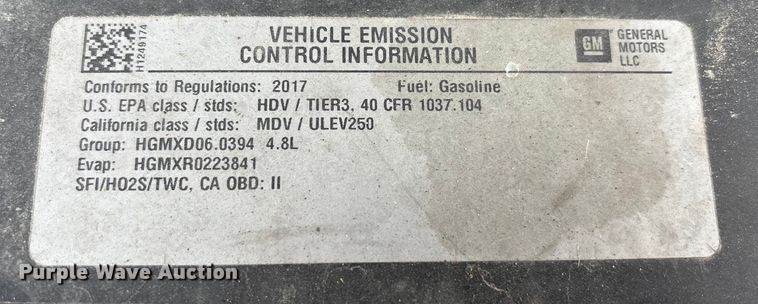 H1249174
VEHICLE EMISSION
CONTROL INFORMATION
GM
GENERAL
MOTORS
LLC
Conforms to Regulations: 2017 Fuel: Gasoline
U.S. EPA class / stds: HDV / TIER3, 40 CFR 1037.104
California class / stds: MDV / ULEV250
Group: HGMXD06.0394 4.8L
Evap: HGMXR0223841
SFI/HO2S/TWC, CA OBD: II
Purple Wave Auction